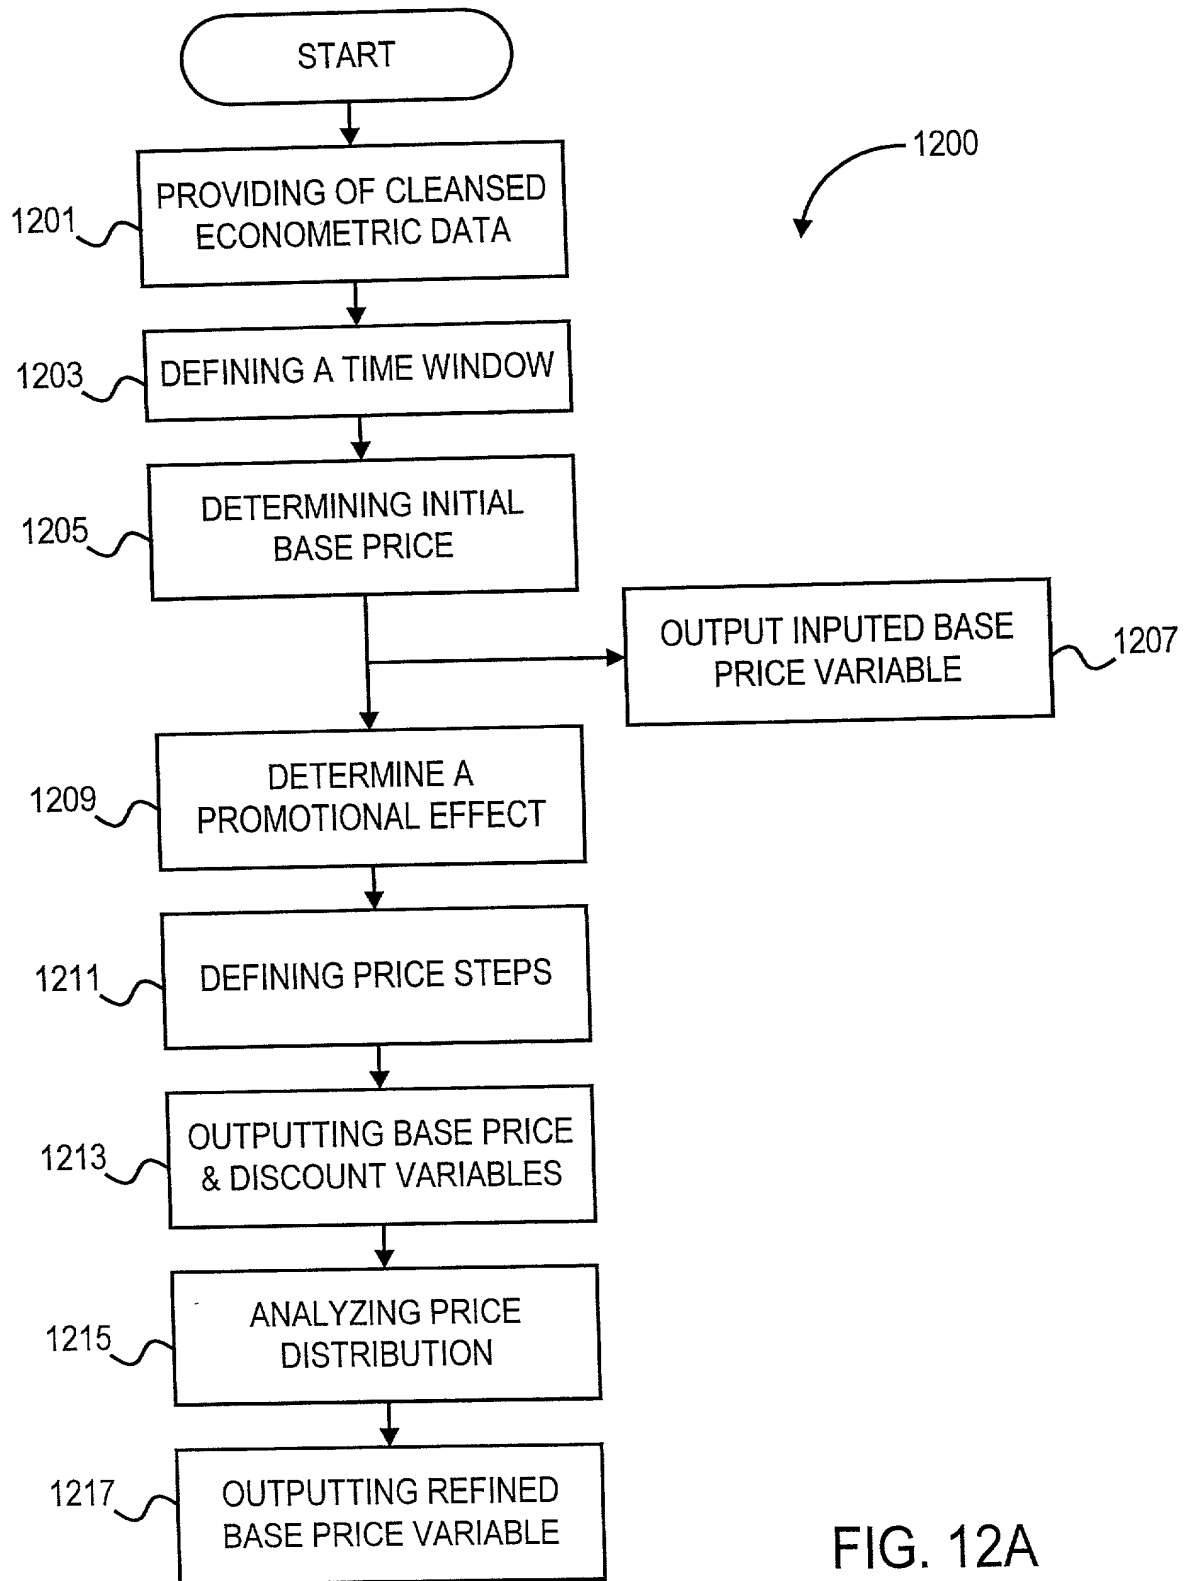 START
1200
PROVIDING OF CLEANSED
ECONOMETRIC DATA
1201
DEFINING A TIME WINDOW
1203
DETERMINING INITIAL
BASE PRICE
1205
OUTPUT INPUTED BASE
PRICE VARIABLE
1207
DETERMINE A
PROMOTIONAL EFFECT
1209
DEFINING PRICE STEPS
1211
OUTPUTTING BASE PRICE
& DISCOUNT VARIABLES
1213
ANALYZING PRICE
DISTRIBUTION
1215
OUTPUTTING REFINED
BASE PRICE VARIABLE
1217
FIG. 12A